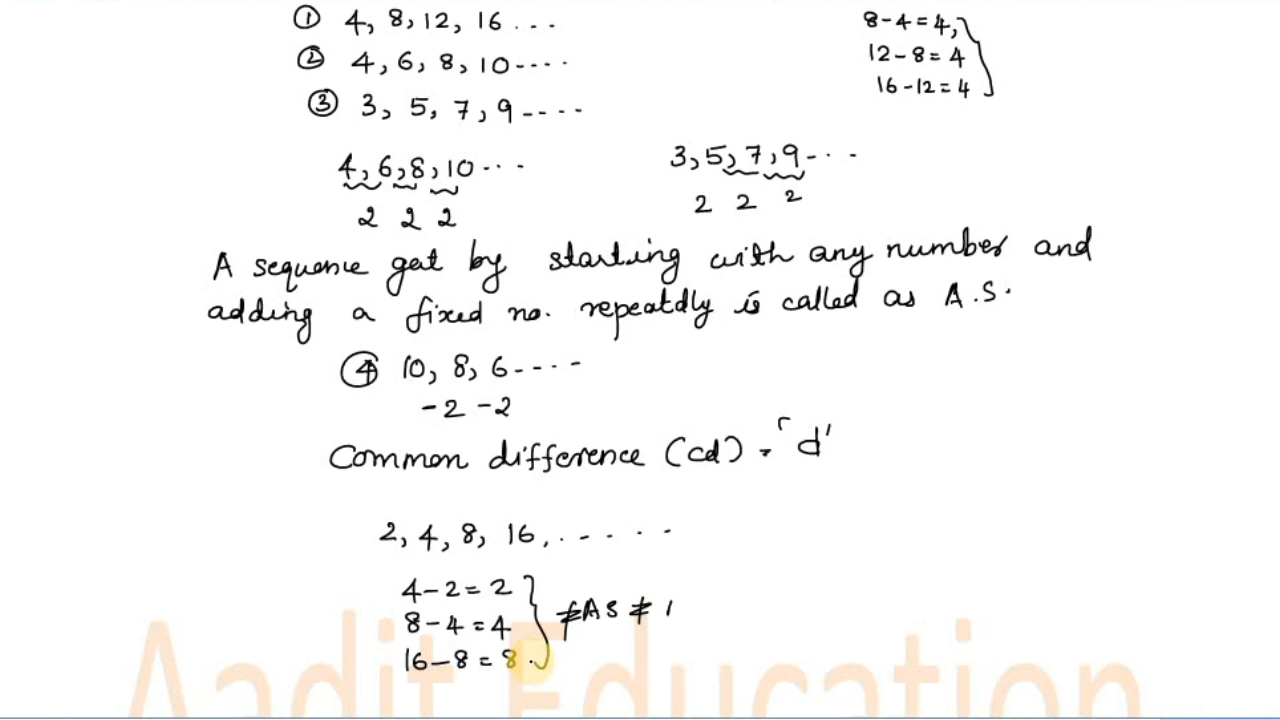 ① 4, 8, 12, 16 ...
8-4=4,
② 4, 6, 8, 10----.
12-8=4
③ 3, 5, 7, 9----..
16-12=4
4, 6, 8, 10...
3, 5, 7, 9-...
2 2 2
2 2 2
A sequence get by starting with any number and
adding a fixed no. repeatdly is called as A.S.
④ 10, 8, 6----
-2 -2
Common difference (cd) = 'd'
2, 4, 8, 16, . - . . . -
4-2=2
8-4=4
≠AS ≠
16-8=8.
Aadit Education